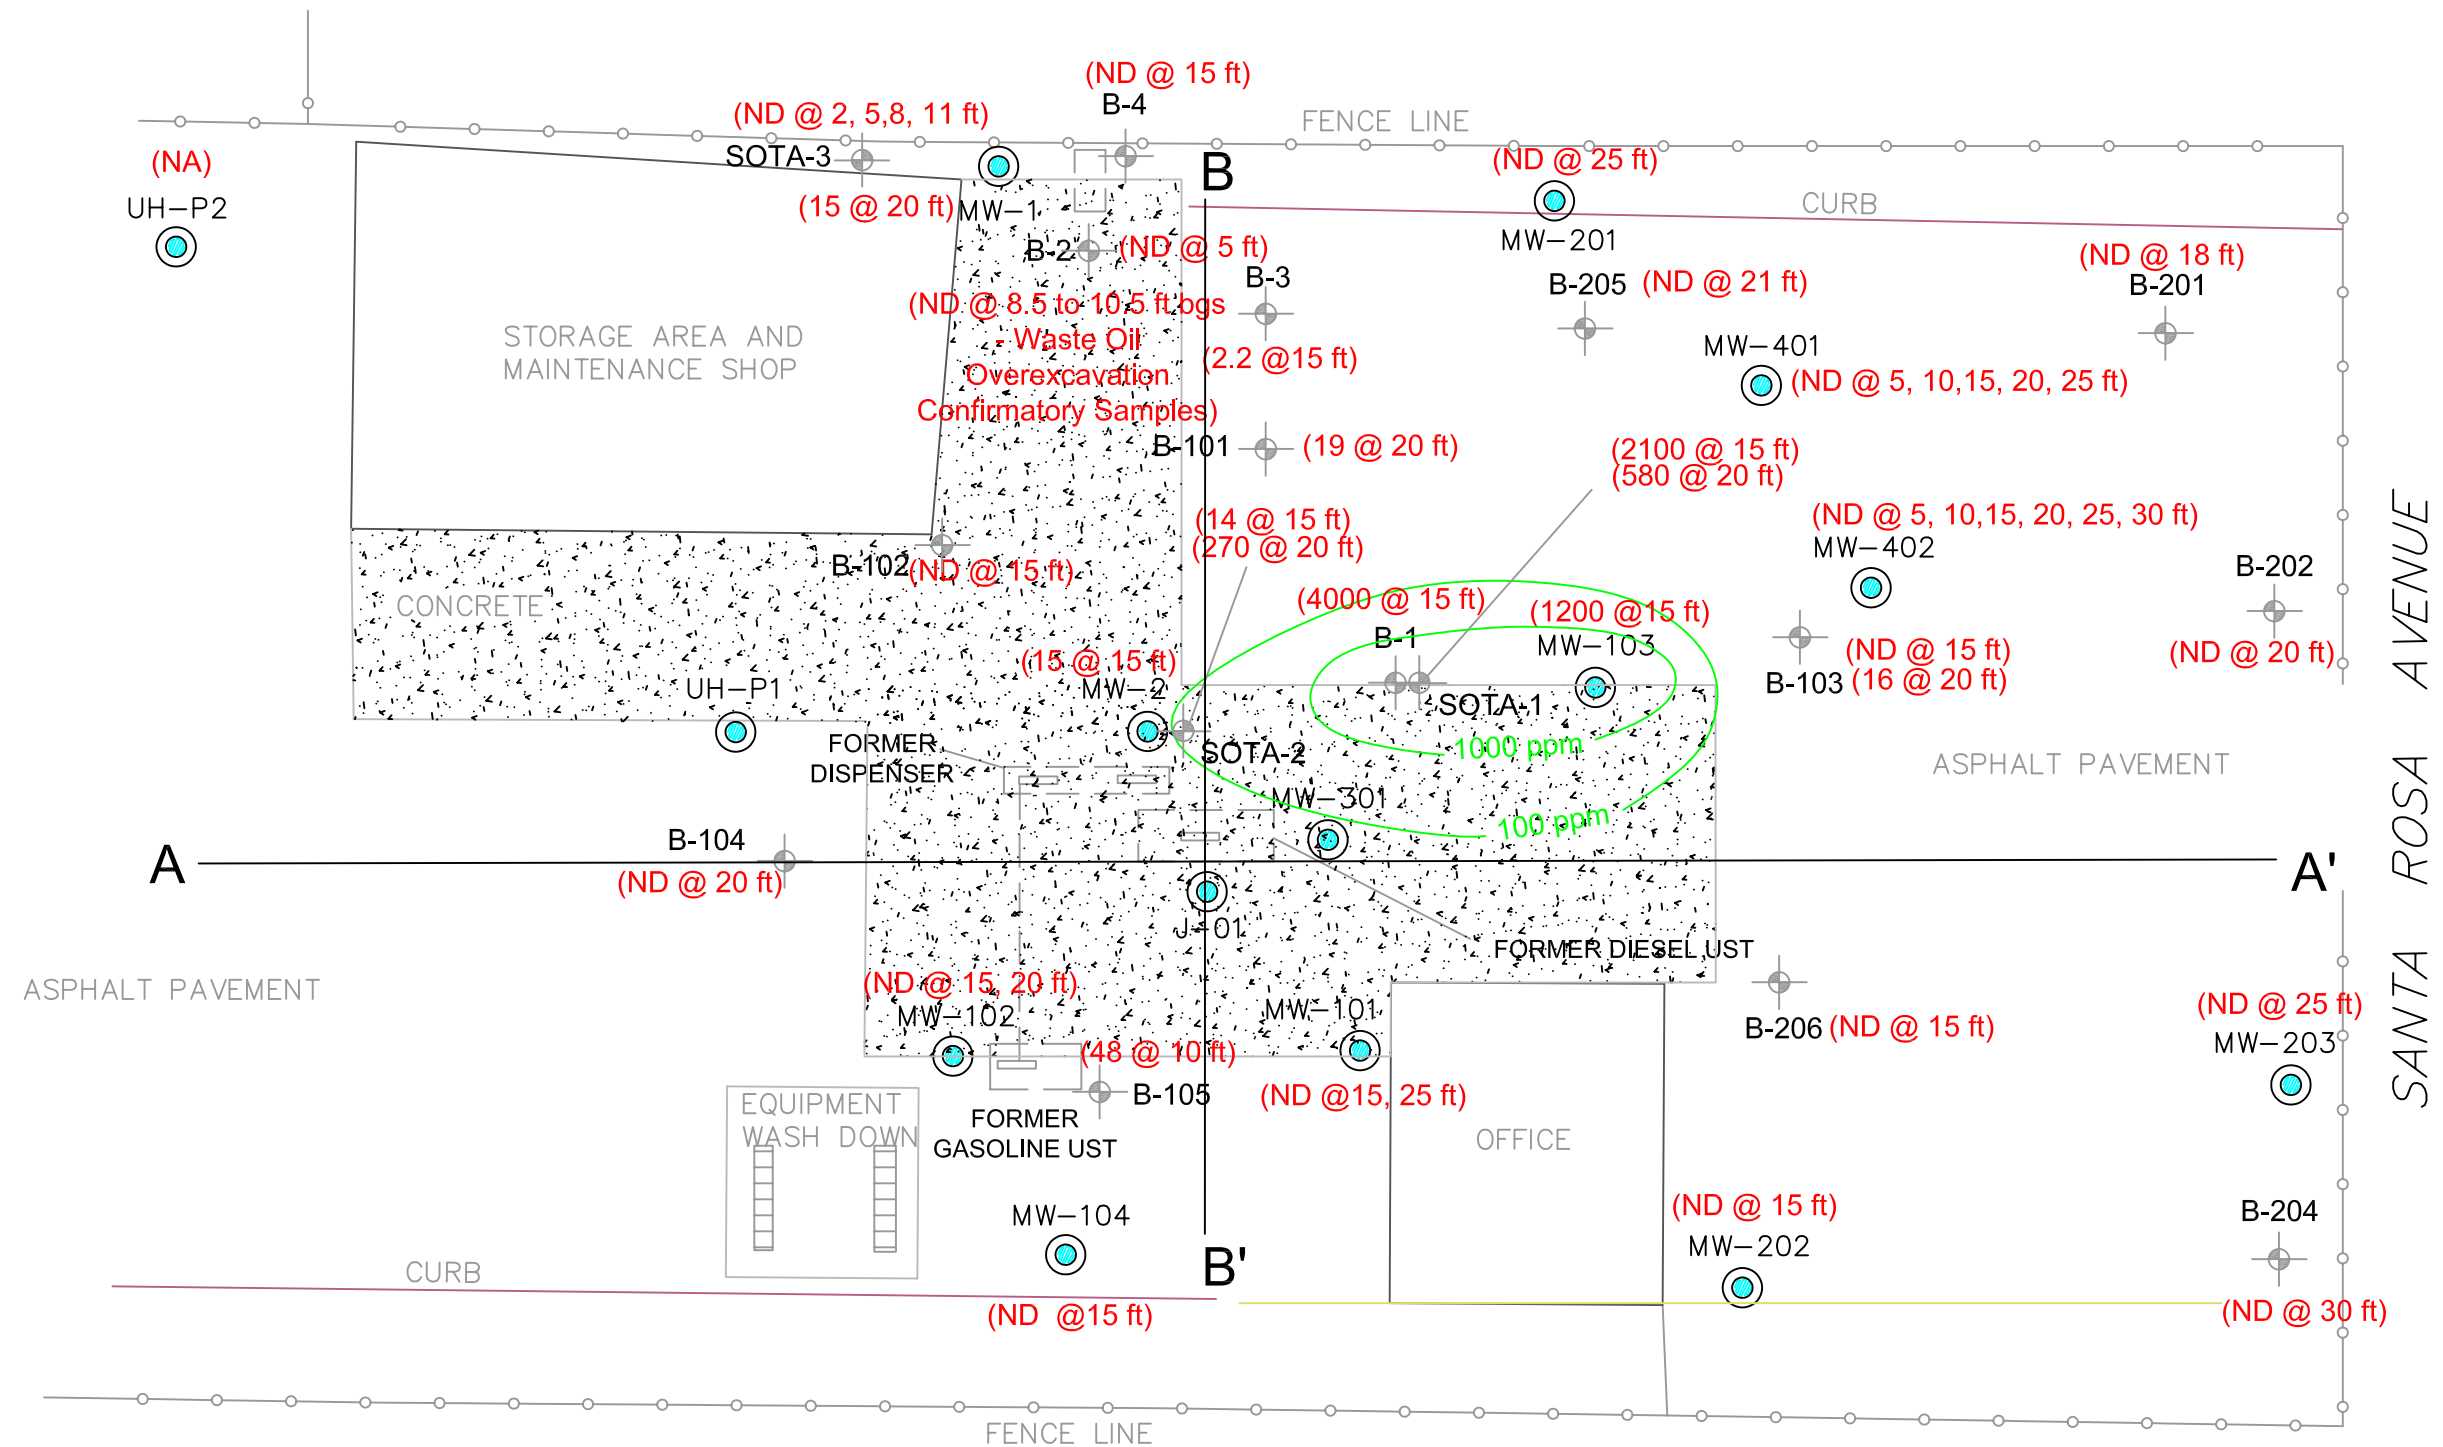 (ND @ 15 ft)
B-4
(ND @ 2, 5,8, 11 ft)
FENCE LINE
(NA)
SOTA-3
B
(ND @ 25 ft)
UH-P2
(15 @ 20 ft)
MW-1
CURB
MW-201
B-2
(ND @ 5 ft)
(ND @ 18 ft)
B-3
B-205
(ND @ 21 ft)
B-201
(ND @ 8.5 to 10.5 ft bgs
- Waste Oil
Overexcavation
Confirmatory Samples)
STORAGE AREA AND
MAINTENANCE SHOP
(2.2 @15 ft)
MW-401
(ND @ 5, 10,15, 20, 25 ft)
B-101
(19 @ 20 ft)
(2100 @ 15 ft)
(580 @ 20 ft)
(14 @ 15 ft)
(270 @ 20 ft)
(ND @ 5, 10,15, 20, 25, 30 ft)
MW-402
B-102
(ND @ 15 ft)
B-202
CONCRETE
(4000 @ 15 ft)
(1200 @15 ft)
B-1
MW-103
(ND @ 15 ft)
(ND @ 20 ft)
(15 @ 15 ft)
UH-P1
MW-2
B-103
(16 @ 20 ft)
SOTA-1
FORMER
DISPENSER
SOTA-2
1000 ppm
ASPHALT PAVEMENT
MW-301
100 ppm
SANTA ROSA AVENUE
B-104
A
A'
(ND @ 20 ft)
J-01
FORMER DIESEL UST
ASPHALT PAVEMENT
(ND @ 15, 20 ft)
MW-102
MW-101
(ND @ 25 ft)
B-206
(ND @ 15 ft)
MW-203
(48 @ 10 ft)
B-105
(ND @15, 25 ft)
EQUIPMENT
WASH DOWN
FORMER
GASOLINE UST
OFFICE
MW-104
(ND @ 15 ft)
MW-202
B-204
CURB
B'
(ND @15 ft)
(ND @ 30 ft)
FENCE LINE